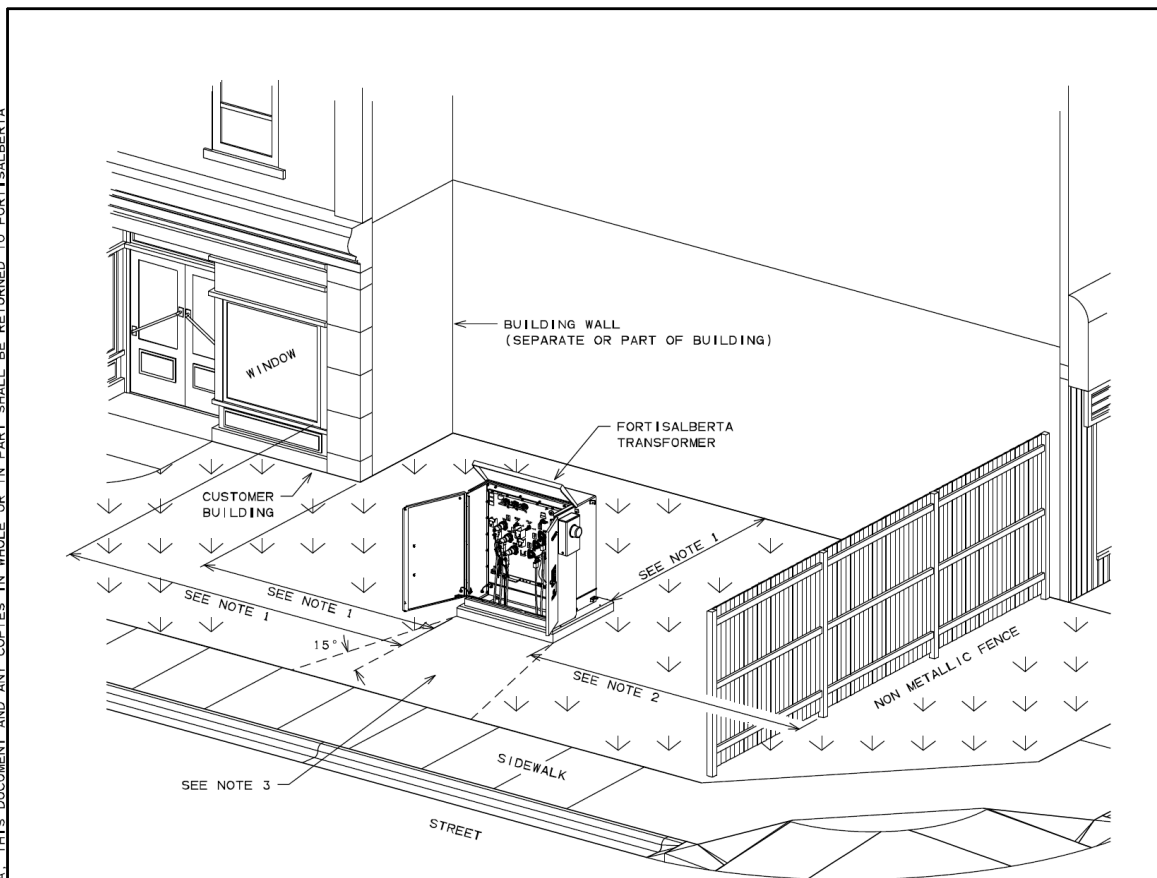 A. THIS DOCUMENT AND ANY COPIES IN WHOLE OR IN PART SHALL BE RETURNED TO FORTISALBERTA
BUILDING WALL
(SEPARATE OR PART OF BUILDING)
WINDOW
FORTISALBERTA
TRANSFORMER
CUSTOMER
BUILDING
SEE NOTE 1
SEE NOTE 1
SEE NOTE 1
15°
SEE NOTE 2
NON METALLIC FENCE
SIDEWALK
SEE NOTE 3
STREET